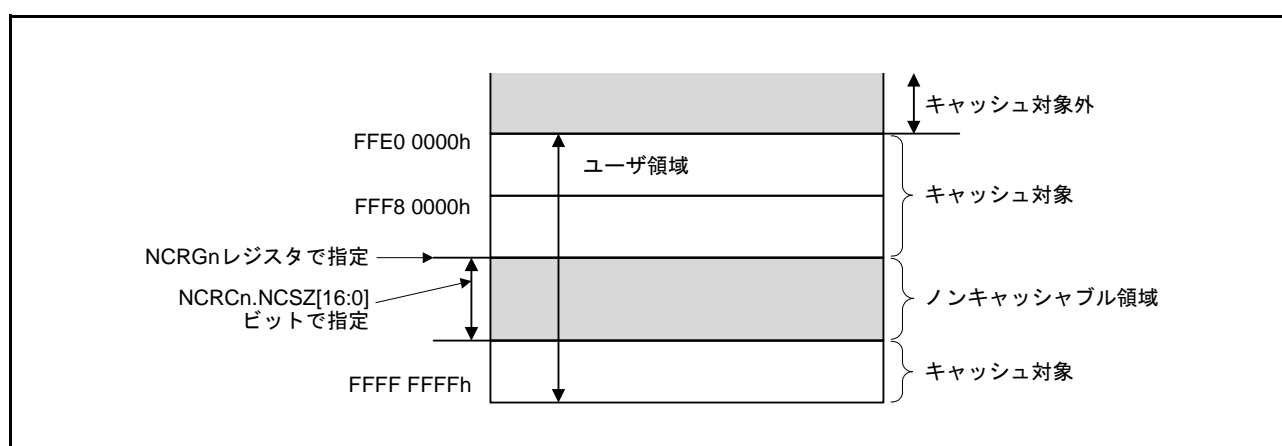 キャッシュ対象外
FFE0 0000h
ユーザ領域
キャッシュ対象
FFF8 0000h
NCRGnレジスタで指定
NCRCn.NCSZ[16:0]
ビットで指定
ノンキャッシャブル領域
キャッシュ対象
FFFF FFFFh